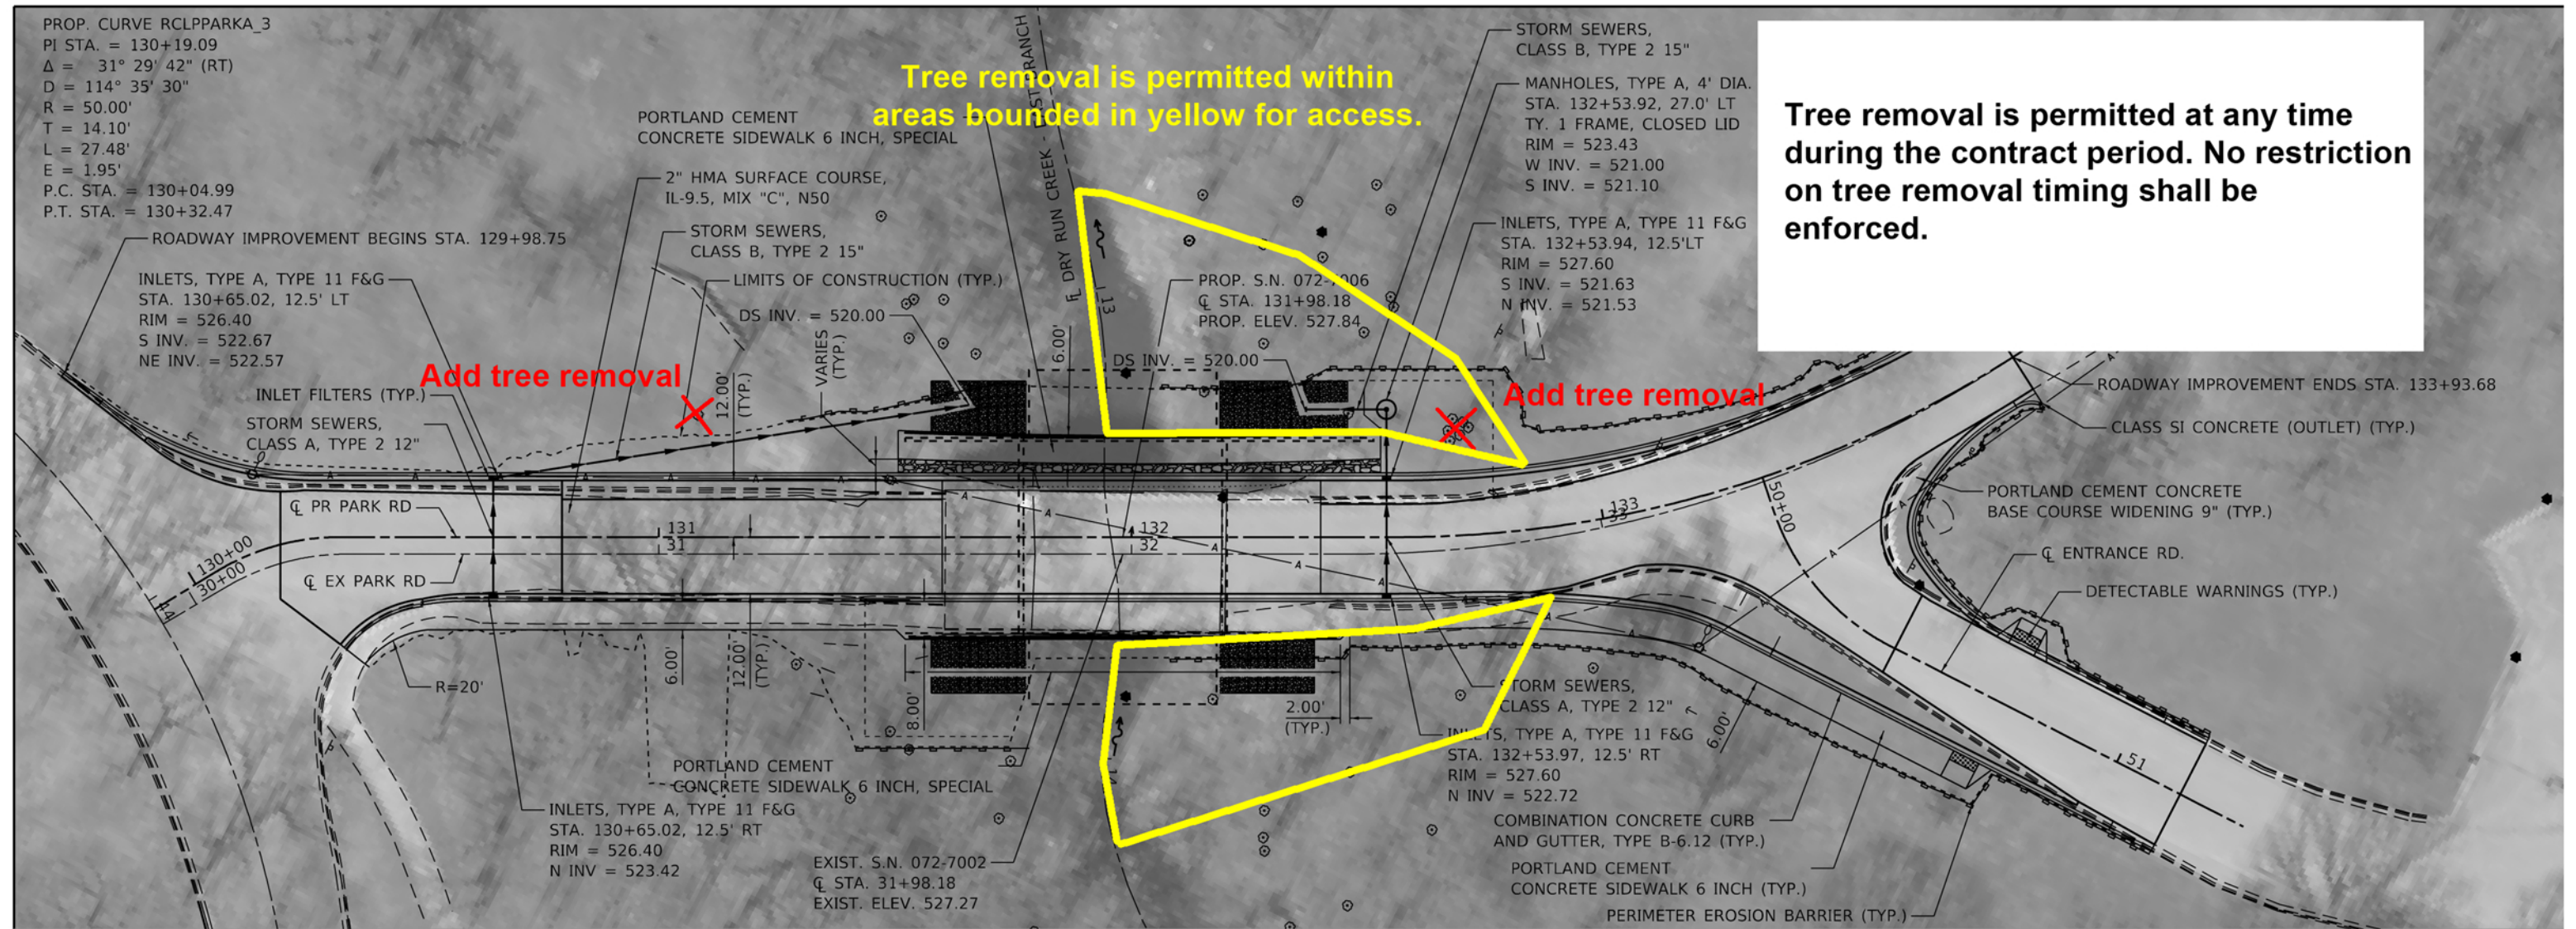 PROP. CURVE RCLPPARKA_3
PI STA. = 130+19.09
Δ = 31° 29' 42" (RT)
D = 114° 35' 30"
R = 50.00'
T = 14.10'
L = 27.48'
E = 1.95'
P.C. STA. = 130+04.99
P.T. STA. = 130+32.47
ROADWAY IMPROVEMENT BEGINS STA. 129+98.75
INLETS, TYPE A, TYPE 11 F&G
STA. 130+65.02, 12.5' LT
RIM = 526.40
S INV. = 522.67
NE INV. = 522.57
INLET FILTERS (TYP.)
STORM SEWERS,
CLASS A, TYPE 2 12"
PORTLAND CEMENT
CONCRETE SIDEWALK 6 INCH, SPECIAL
2" HMA SURFACE COURSE,
IL-9.5, MIX "C", N50
STORM SEWERS,
CLASS B, TYPE 2 15"
LIMITS OF CONSTRUCTION (TYP.)
DS INV. = 520.00
VARIES
(TYP.)
12.00'
(TYP.)
6.00'
Add tree removal
Tree removal is permitted within
areas bounded in yellow for access.
DRY RUN CREEK - EAST BRANCH
13
PROP. S.N. 072-7006
℄ STA. 131+98.18
PROP. ELEV. 527.84
DS INV. = 520.00
STORM SEWERS,
CLASS B, TYPE 2 15"
MANHOLES, TYPE A, 4' DIA.
STA. 132+53.92, 27.0' LT
TY. 1 FRAME, CLOSED LID
RIM = 523.43
W INV. = 521.00
S INV. = 521.10
INLETS, TYPE A, TYPE 11 F&G
STA. 132+53.94, 12.5'LT
RIM = 527.60
S INV. = 521.63
N INV. = 521.53
Add tree removal
Tree removal is permitted at any time
during the contract period. No restriction
on tree removal timing shall be
enforced.
ROADWAY IMPROVEMENT ENDS STA. 133+93.68
CLASS SI CONCRETE (OUTLET) (TYP.)
PORTLAND CEMENT CONCRETE
BASE COURSE WIDENING 9" (TYP.)
℄ ENTRANCE RD.
DETECTABLE WARNINGS (TYP.)
℄ PR PARK RD
℄ EX PARK RD
130+00
30+00
131
31
132
32
133
33
50+00
51
R=20'
6.00'
12.00'
(TYP.)
8.00'
2.00'
(TYP.)
6.00'
PORTLAND CEMENT
CONCRETE SIDEWALK 6 INCH, SPECIAL
INLETS, TYPE A, TYPE 11 F&G
STA. 130+65.02, 12.5' RT
RIM = 526.40
N INV = 523.42
EXIST. S.N. 072-7002
℄ STA. 31+98.18
EXIST. ELEV. 527.27
STORM SEWERS,
CLASS A, TYPE 2 12"
INLETS, TYPE A, TYPE 11 F&G
STA. 132+53.97, 12.5' RT
RIM = 527.60
N INV = 522.72
COMBINATION CONCRETE CURB
AND GUTTER, TYPE B-6.12 (TYP.)
PORTLAND CEMENT
CONCRETE SIDEWALK 6 INCH (TYP.)
PERIMETER EROSION BARRIER (TYP.)